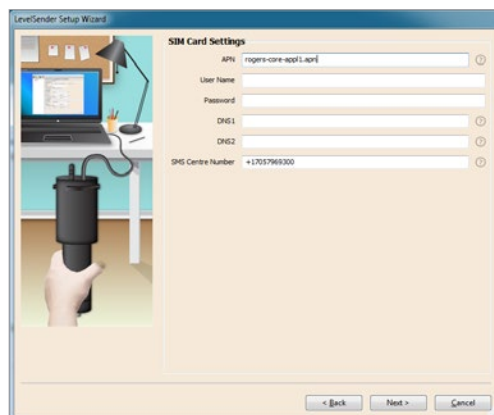 LevelSender Setup Wizard
SIM Card Settings
APN rogers-core-appl1.apn
User Name
Password
DNS1
DNS2
SMS Centre Number +17057969300
< Back Next > Cancel